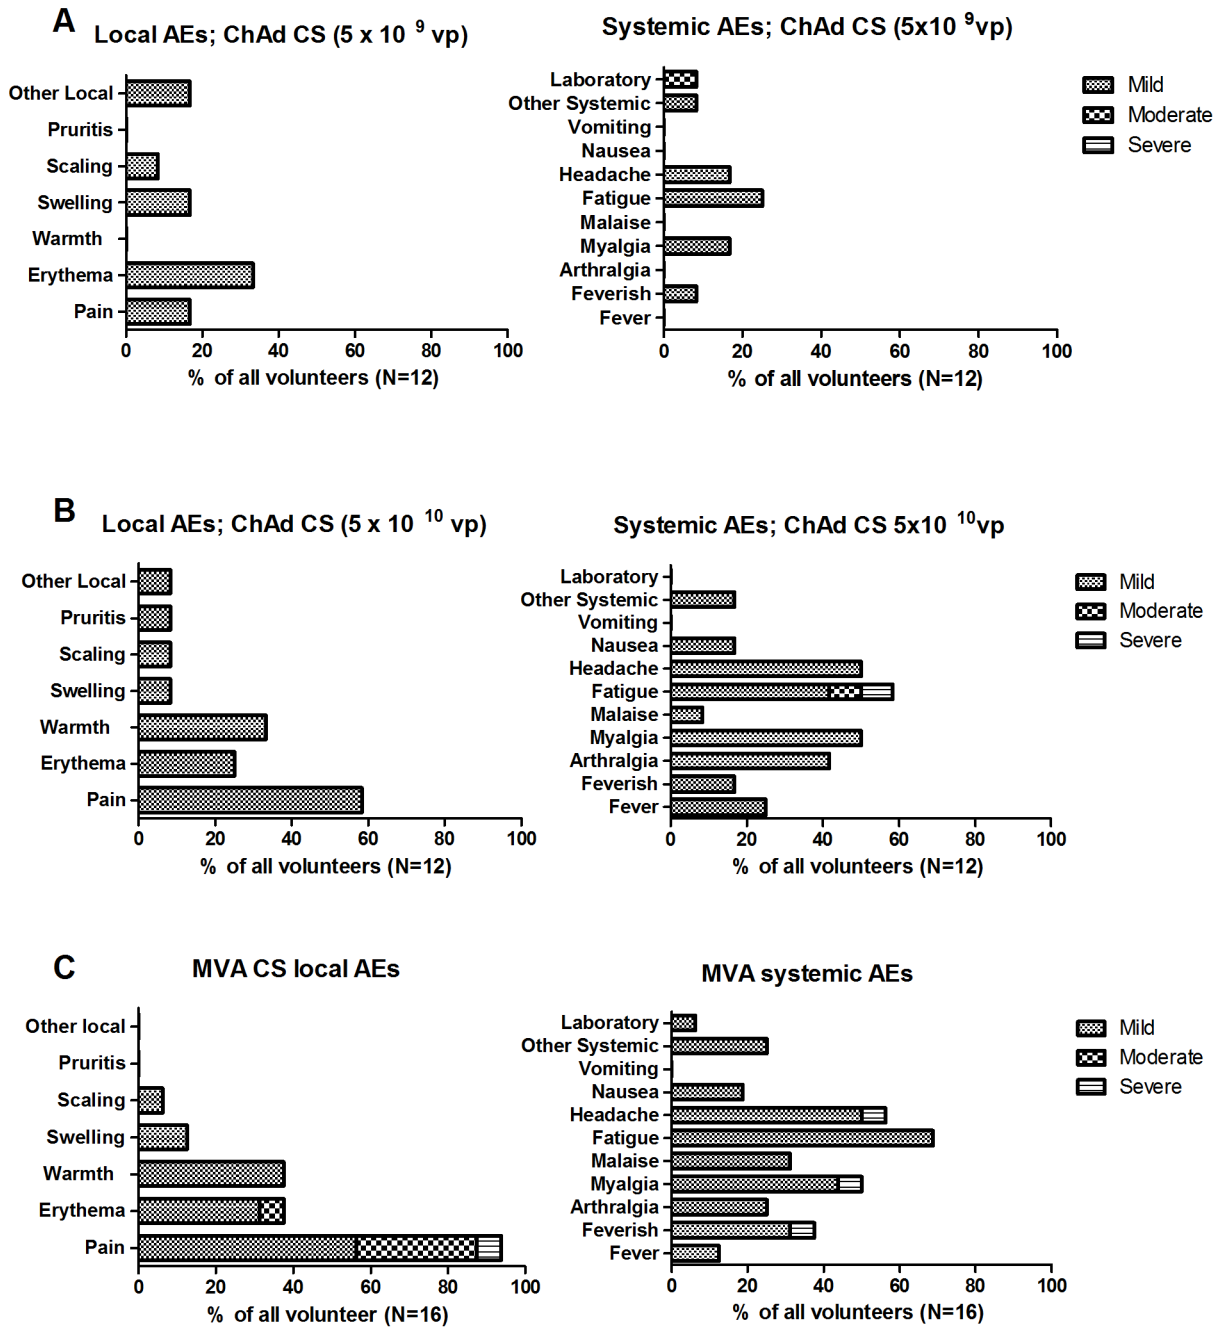 A
Local AEs; ChAd CS (5 x 10 9 vp)
Other Local
Pruritis
Scaling
Swelling
Warmth
Erythema
Pain
0 20 40 60 80 100
% of all volunteers (N=12)
Systemic AEs; ChAd CS (5x10 9vp)
Laboratory
Other Systemic
Vomiting
Nausea
Headache
Fatigue
Malaise
Myalgia
Arthralgia
Feverish
Fever
0 20 40 60 80 100
% of all volunteers (N=12)
Mild
Moderate
Severe
B
Local AEs; ChAd CS (5 x 10 10 vp)
Other Local
Pruritis
Scaling
Swelling
Warmth
Erythema
Pain
0 20 40 60 80 100
% of all volunteers (N=12)
Systemic AEs; ChAd CS 5x10 10vp
Laboratory
Other Systemic
Vomiting
Nausea
Headache
Fatigue
Malaise
Myalgia
Arthralgia
Feverish
Fever
0 20 40 60 80 100
% of all volunteers (N=12)
Mild
Moderate
Severe
C
MVA CS local AEs
Other local
Pruritis
Scaling
Swelling
Warmth
Erythema
Pain
0 20 40 60 80 100
% of all volunteer (N=16)
MVA systemic AEs
Laboratory
Other Systemic
Vomiting
Nausea
Headache
Fatigue
Malaise
Myalgia
Arthralgia
Feverish
Fever
0 20 40 60 80 100
% of all volunteers (N=16)
Mild
Moderate
Severe